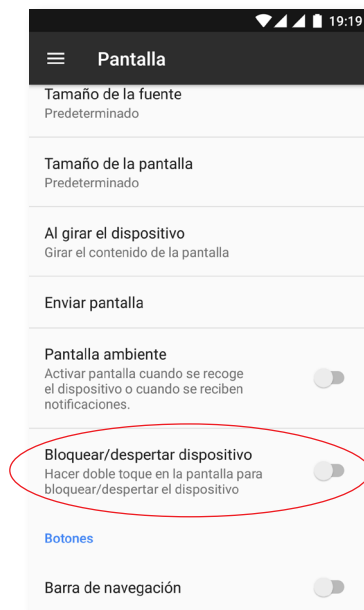 19:19
Pantalla
Tamaño de la fuente
Predeterminado
Tamaño de la pantalla
Predeterminado
Al girar el dispositivo
Girar el contenido de la pantalla
Enviar pantalla
Pantalla ambiente
Activar pantalla cuando se recoge
el dispositivo o cuando se reciben
notificaciones.
Bloquear/despertar dispositivo
Hacer doble toque en la pantalla para
bloquear/despertar el dispositivo
Botones
Barra de navegación